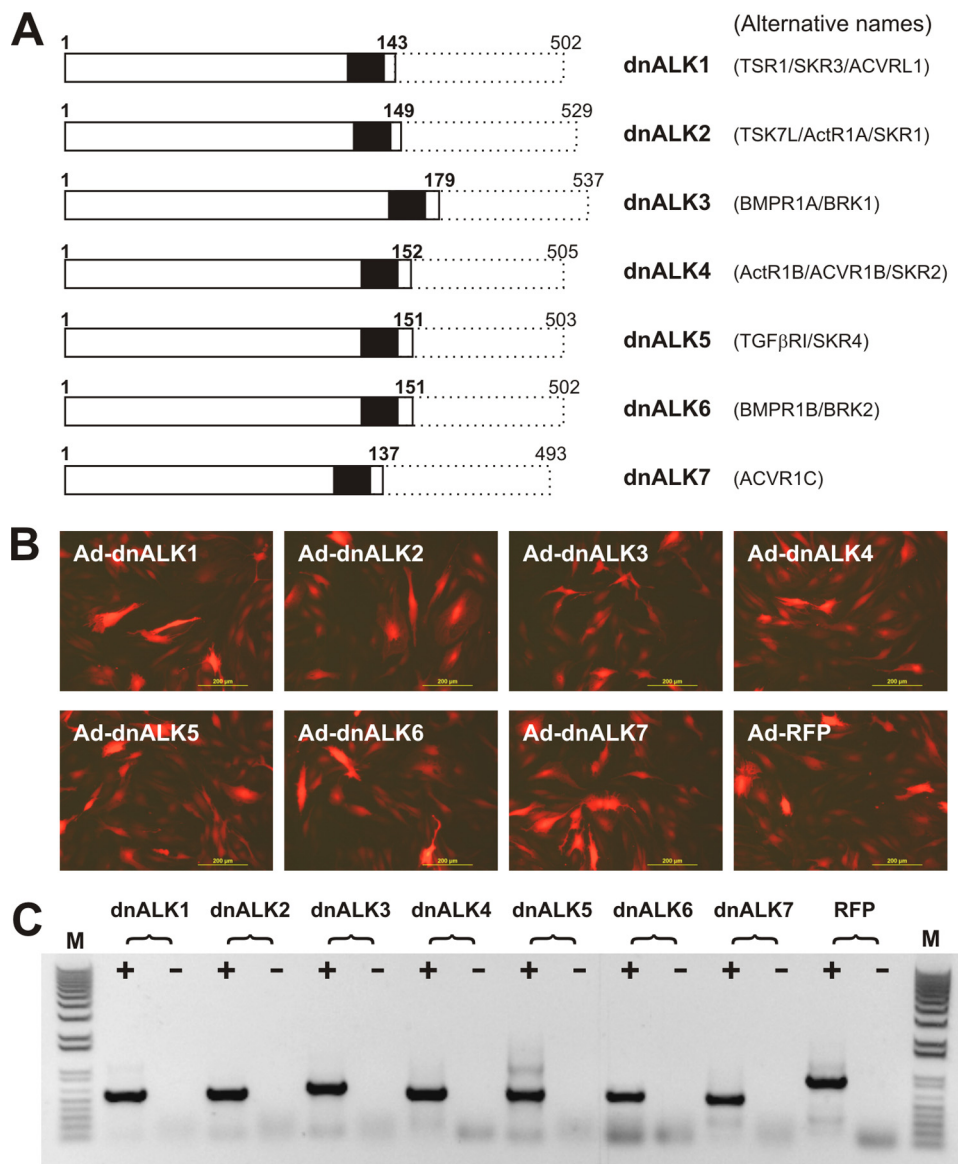 A
(Alternative names)
1 143 502
dnALK1 (TSR1/SKR3/ACVRL1)
1 149 529
dnALK2 (TSK7L/ActR1A/SKR1)
1 179 537
dnALK3 (BMPR1A/BRK1)
1 152 505
dnALK4 (ActR1B/ACVR1B/SKR2)
1 151 503
dnALK5 (TGFβRI/SKR4)
1 151 502
dnALK6 (BMPR1B/BRK2)
1 137 493
dnALK7 (ACVR1C)
B
Ad-dnALK1 Ad-dnALK2 Ad-dnALK3 Ad-dnALK4
200 µm 200 µm 200 µm 200 µm
Ad-dnALK5 Ad-dnALK6 Ad-dnALK7 Ad-RFP
200 µm 200 µm 200 µm 200 µm
C
dnALK1 dnALK2 dnALK3 dnALK4 dnALK5 dnALK6 dnALK7 RFP
M M
+ - + - + - + - + - + - + - + -